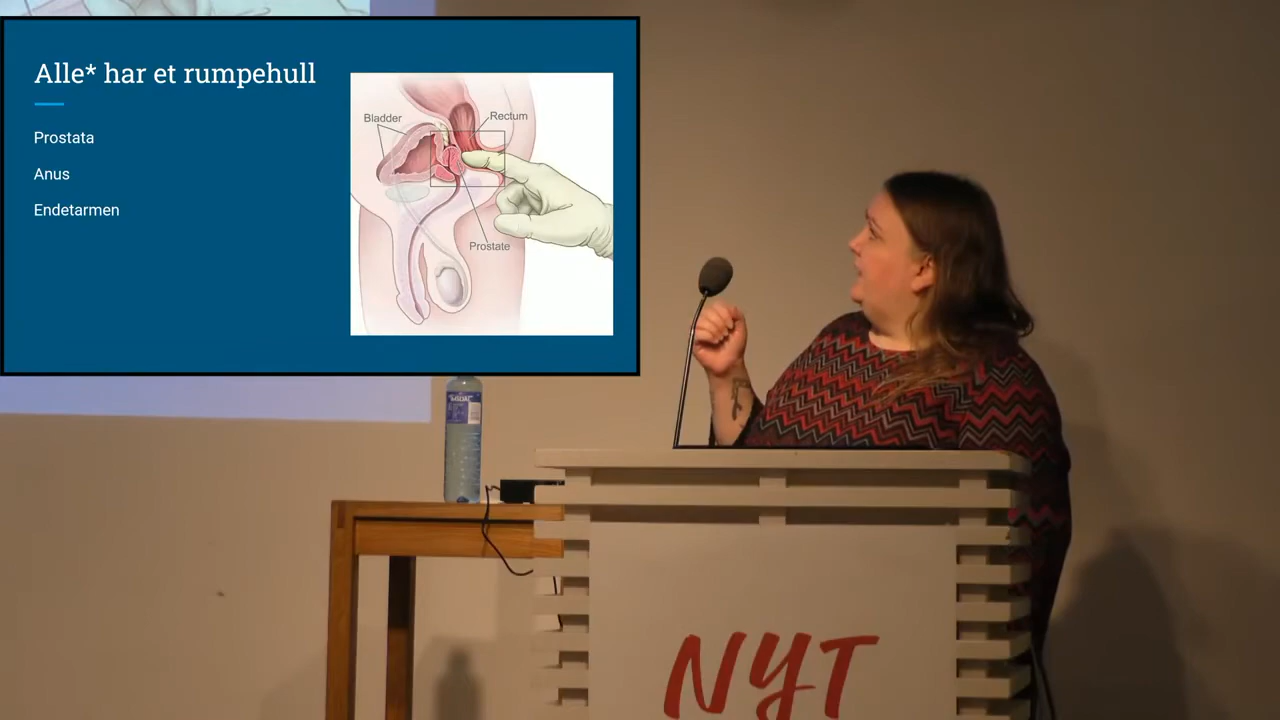 Alle* har et rumpehull
Prostata
Anus
Endetarmen
Bladder
Rectum
Prostate
NYT